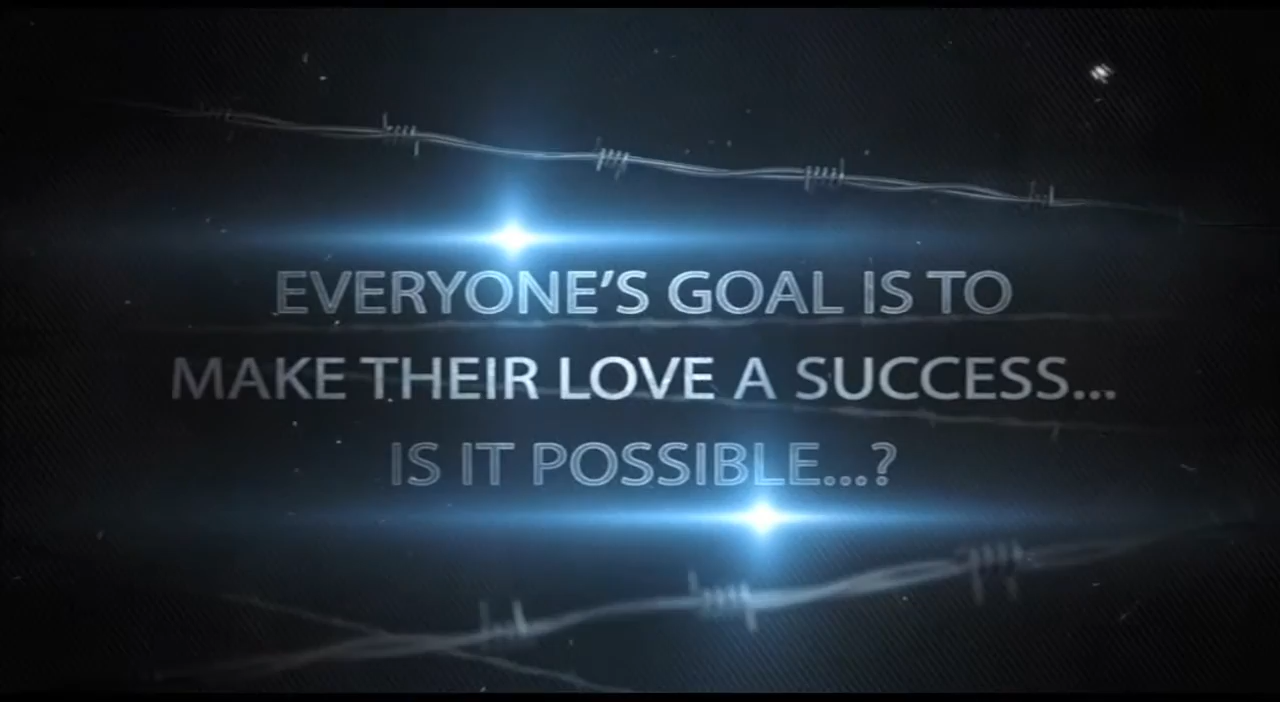 EVERYONE’S GOAL IS TO
MAKE THEIR LOVE A SUCCESS...
IS IT POSSIBLE...?